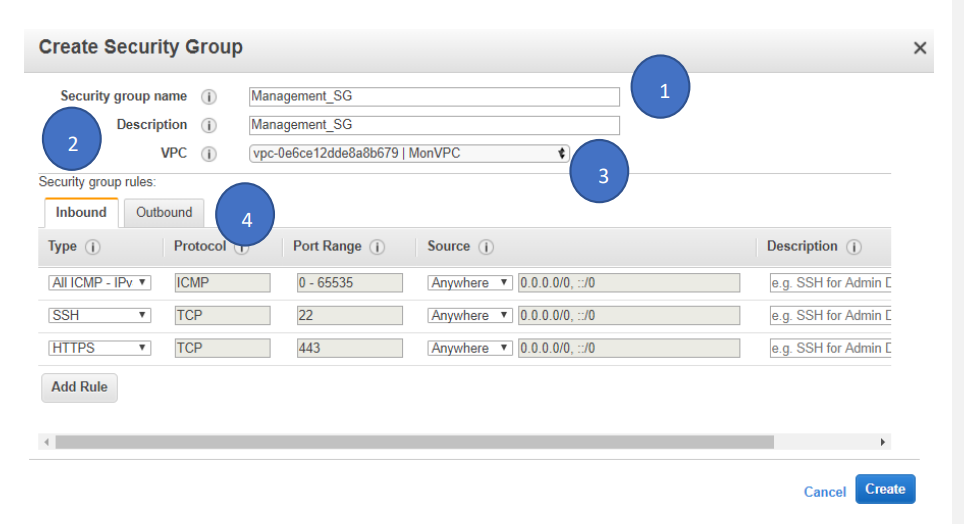 Create Security Group ×
Security group name i Management_SG 1
Description i Management_SG
2
VPC i vpc-0e6ce12dde8a8b679 | MonVPC 3
Security group rules:
Inbound Outbound 4
Type i Protocol i Port Range i Source i Description i
All ICMP - IPv ICMP 0 - 65535 Anywhere 0.0.0.0/0, ::/0 e.g. SSH for Admin D
SSH TCP 22 Anywhere 0.0.0.0/0, ::/0 e.g. SSH for Admin D
HTTPS TCP 443 Anywhere 0.0.0.0/0, ::/0 e.g. SSH for Admin D
Add Rule
Cancel Create